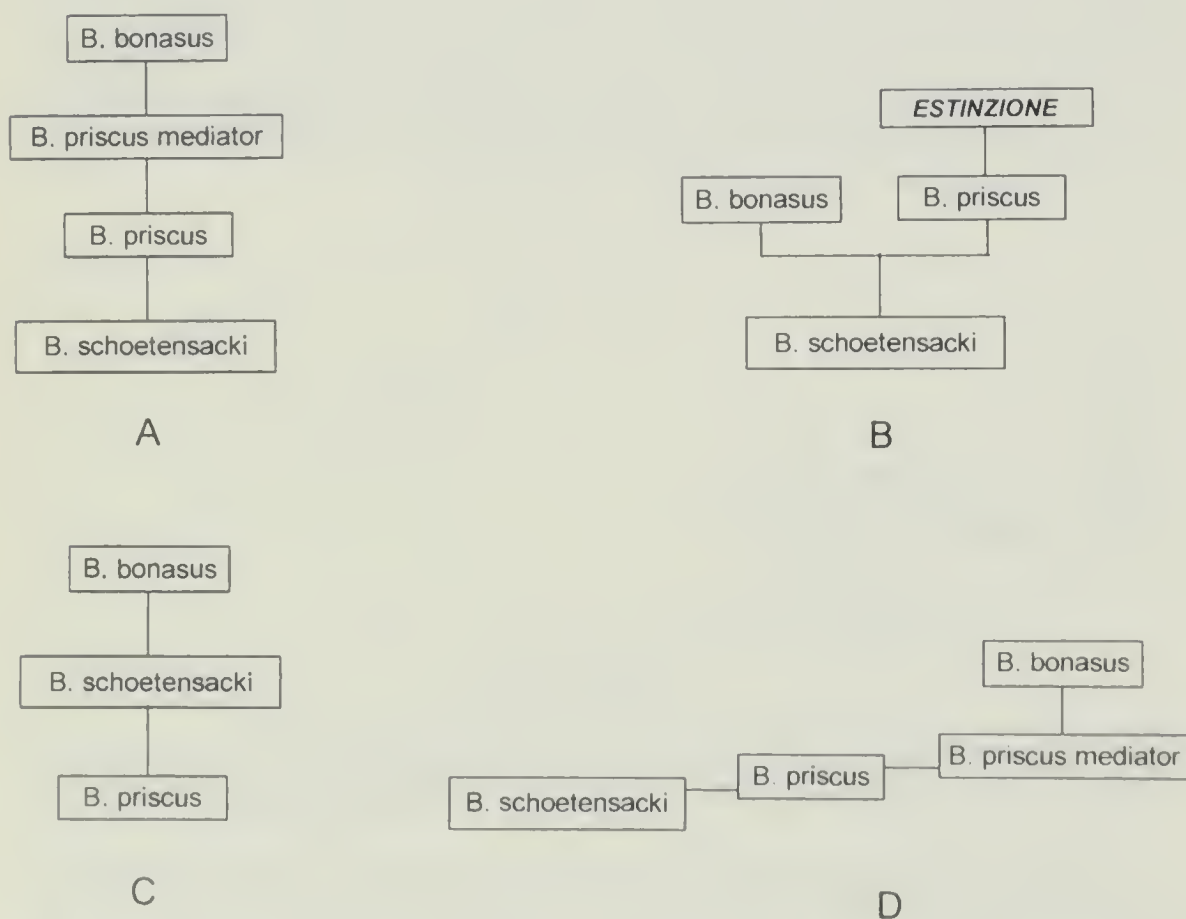 B. bonasus
B. priscus mediator
B. priscus
B. schoetensacki
A
ESTINZIONE
B. bonasus
B. priscus
B. schoetensacki
B
B. bonasus
B. schoetensacki
B. priscus
C
B. bonasus
B. priscus mediator
B. priscus
B. schoetensacki
D